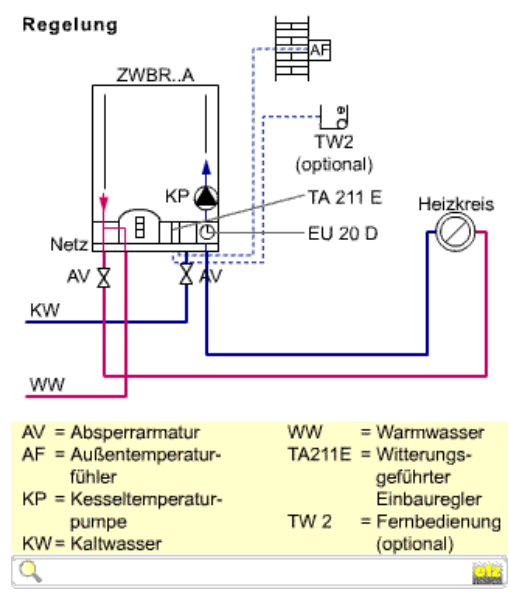 Regelung
AF
ZWBR..A
TW2
(optional)
KP
TA 211 E
Heizkreis
EU 20 D
Netz
AV
AV
KW
WW
AV = Absperrarmatur
AF = Außentemperatur-
fühler
KP = Kesseltemperatur-
pumpe
KW = Kaltwasser
WW = Warmwasser
TA211E = Witterungs-
geführter
Einbauregler
TW 2 = Fernbedienung
(optional)
etz